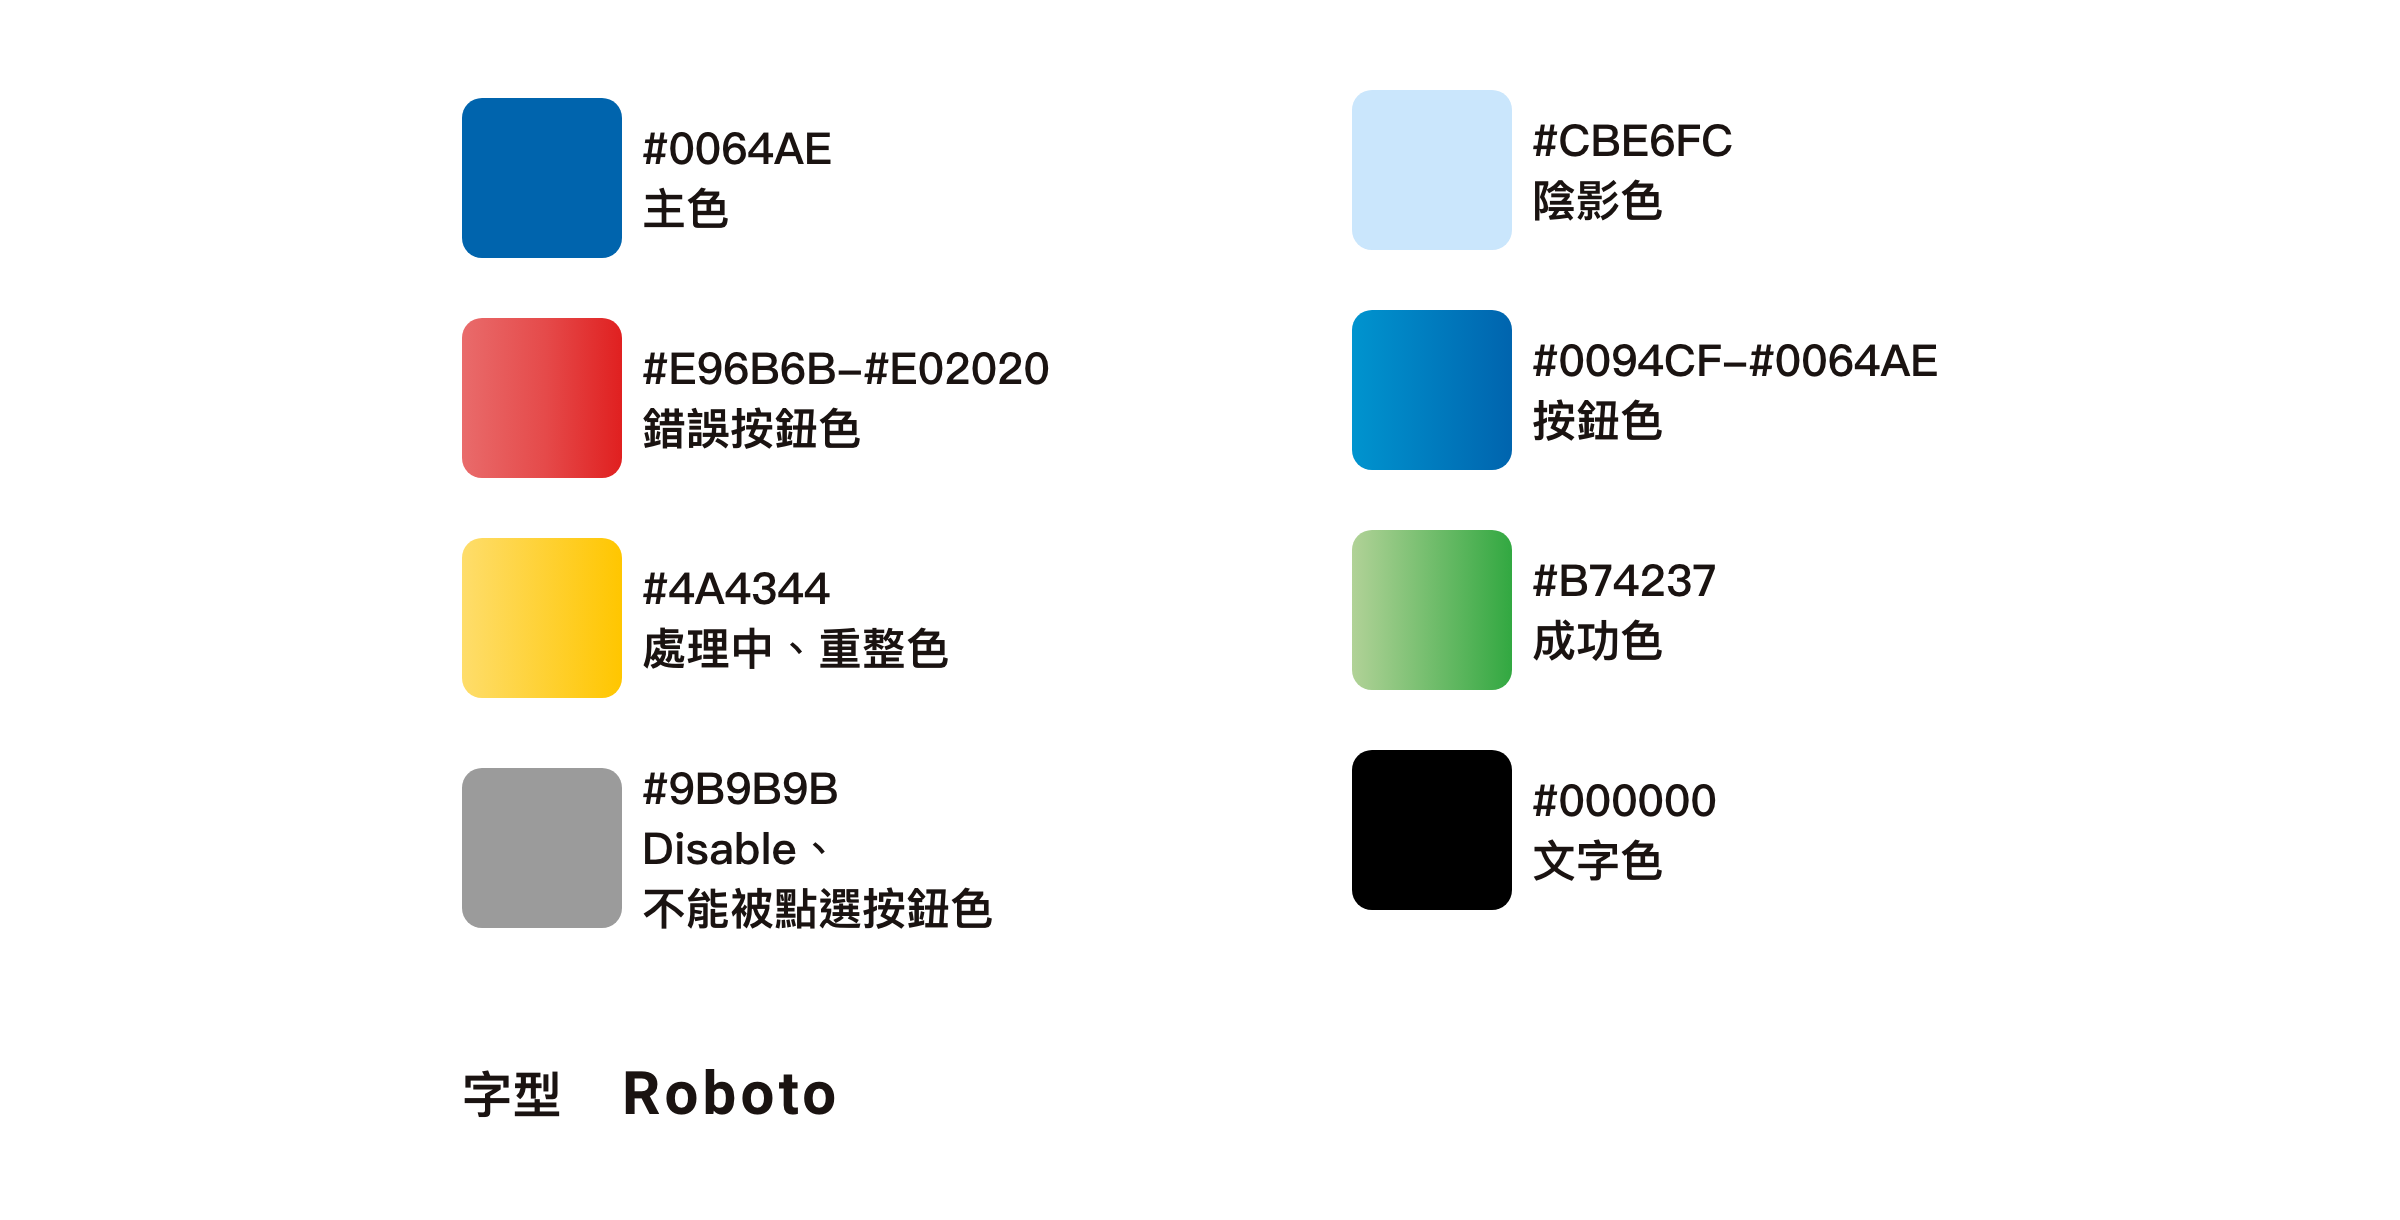 #0064AE
主色
#CBE6FC
陰影色
#E96B6B–#E02020
錯誤按鈕色
#0094CF–#0064AE
按鈕色
#4A4344
處理中、重整色
#B74237
成功色
#9B9B9B
Disable、
不能被點選按鈕色
#000000
文字色
字型 Roboto